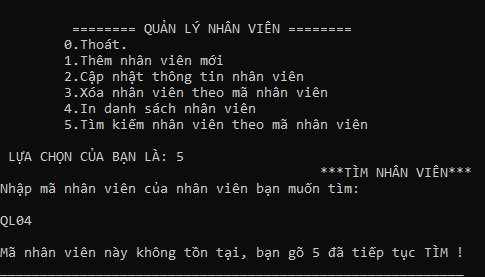 ======== QUẢN LÝ NHÂN VIÊN ========
0.Thoát.
1.Thêm nhân viên mới
2.Cập nhật thông tin nhân viên
3.Xóa nhân viên theo mã nhân viên
4.In danh sách nhân viên
5.Tìm kiếm nhân viên theo mã nhân viên
LỰA CHỌN CỦA BẠN LÀ: 5
***TÌM NHÂN VIÊN***
Nhập mã nhân viên của nhân viên bạn muốn tìm:
QL04
Mã nhân viên này không tồn tại, bạn gõ 5 đã tiếp tục TÌM !